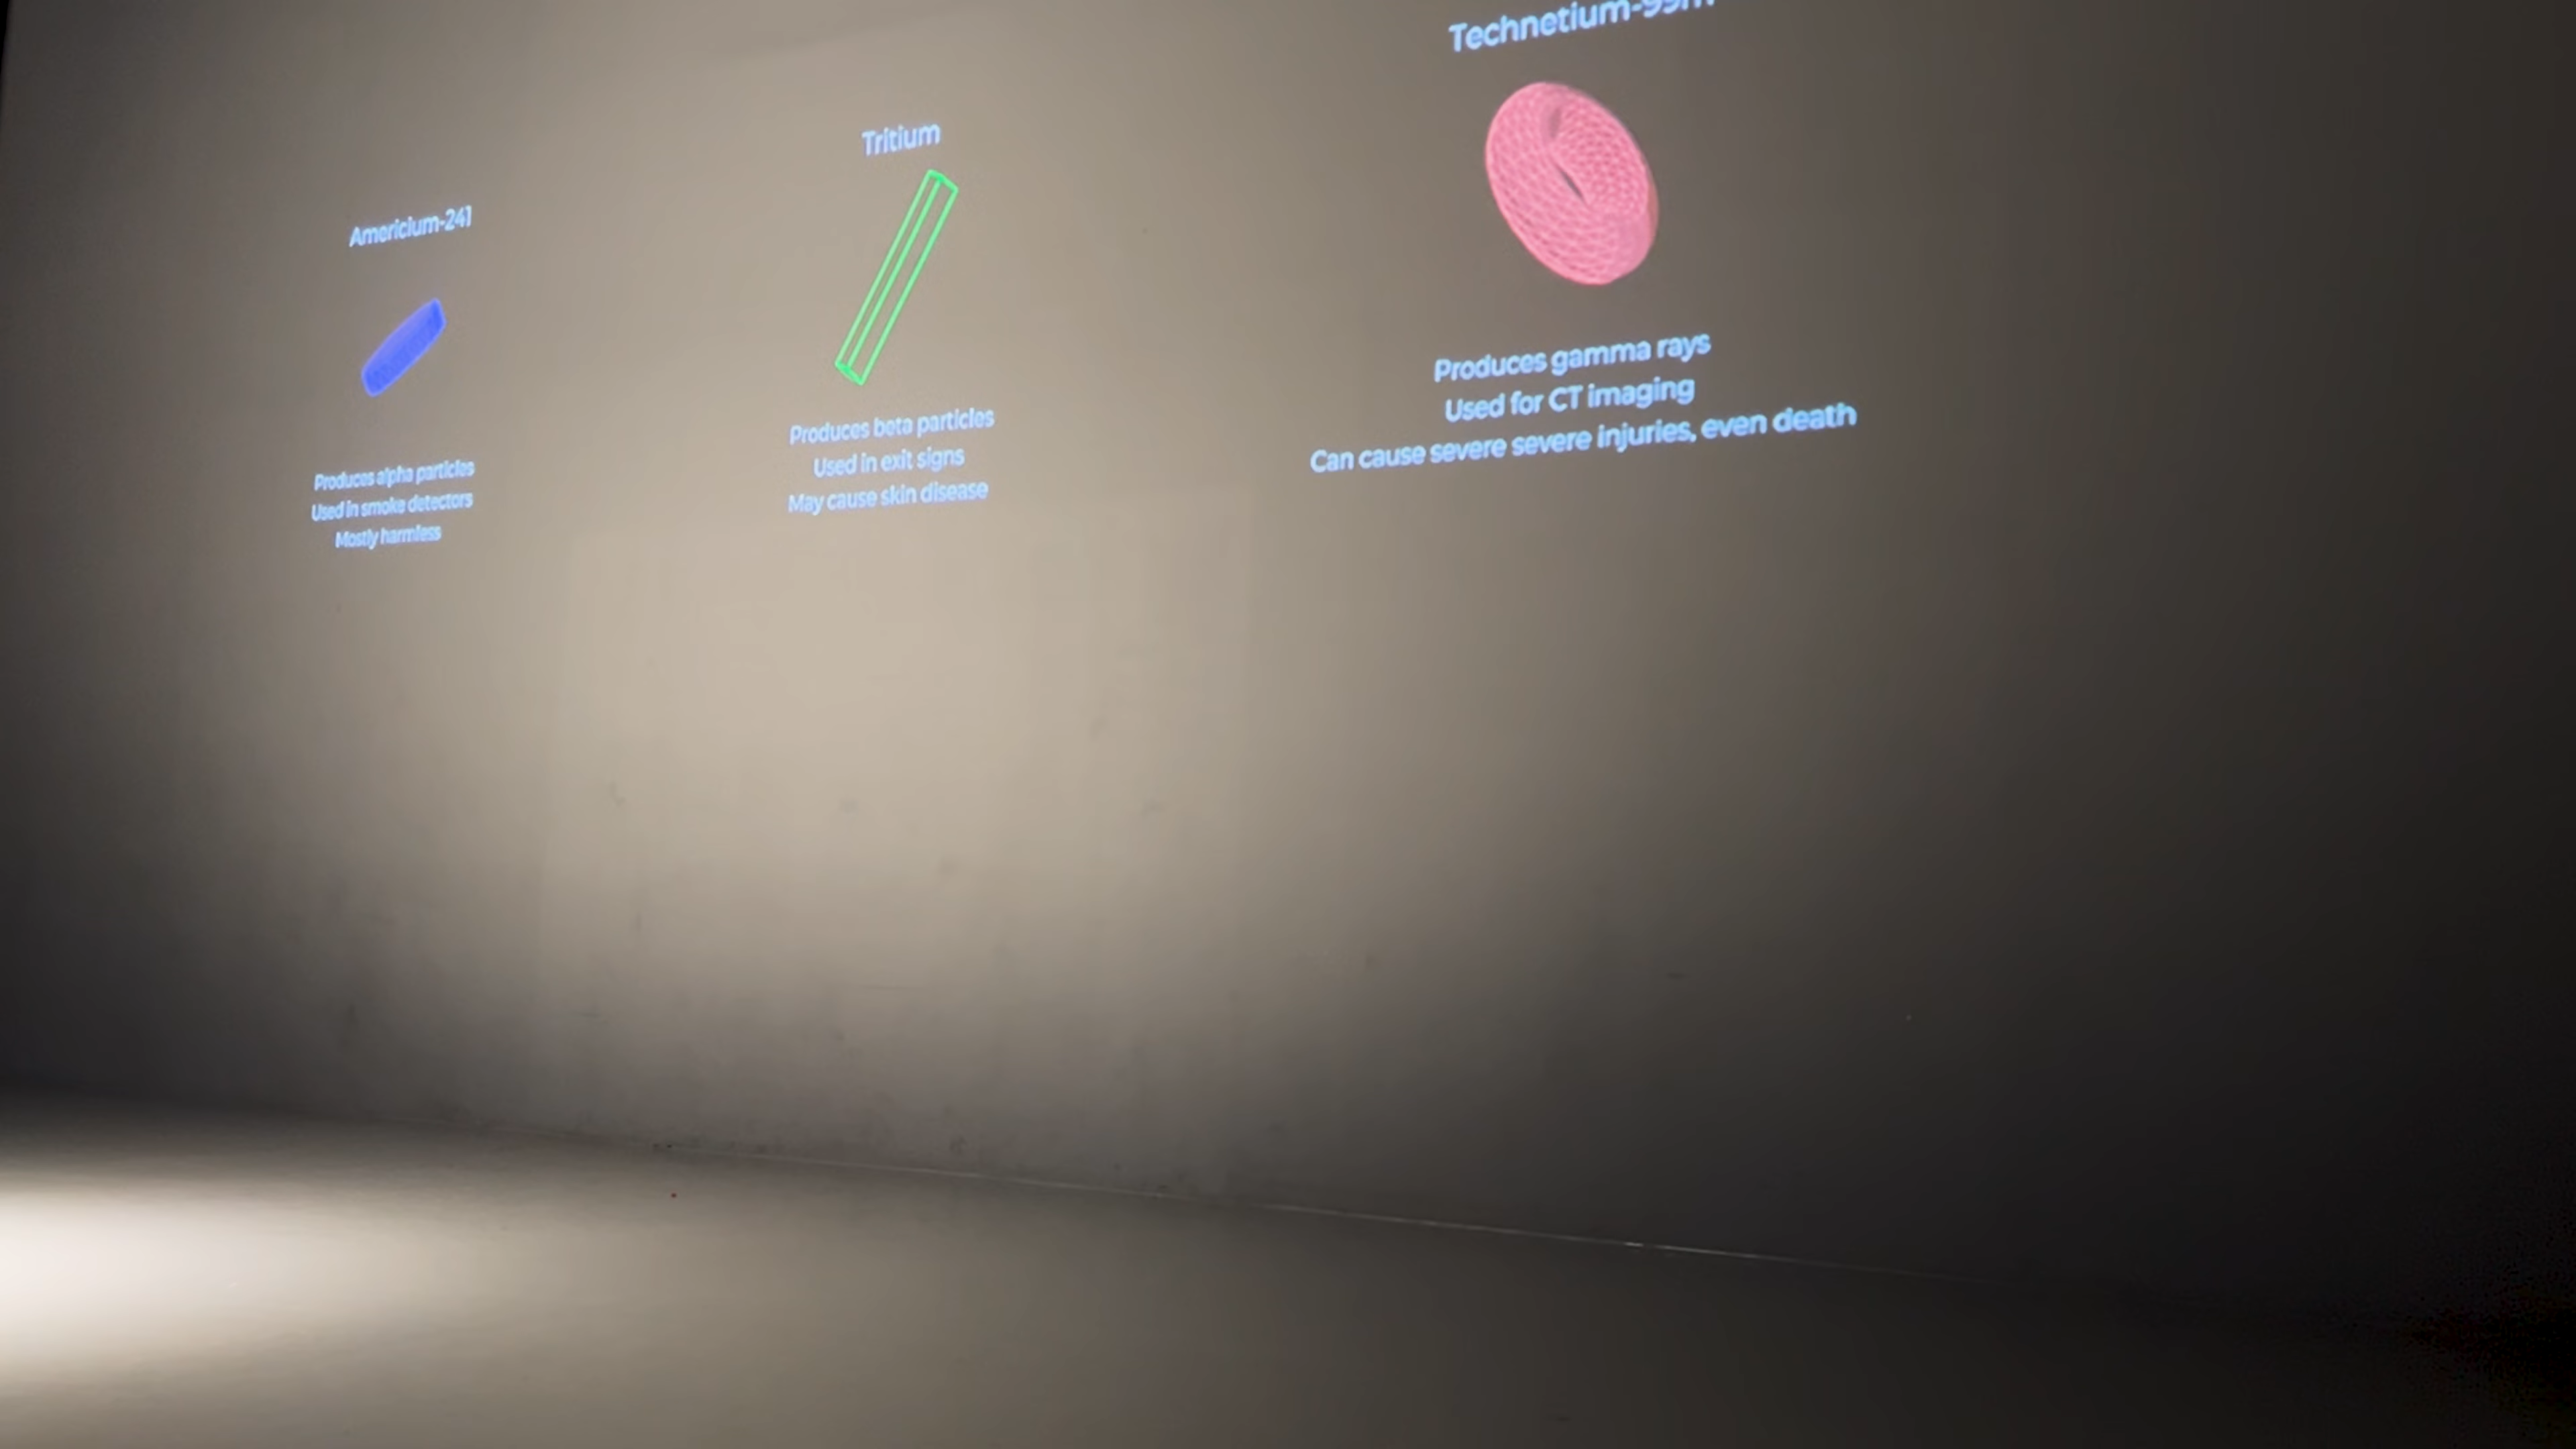 Americium-241
Produces alpha particles
Used in smoke detectors
Mostly harmless
Tritium
Produces beta particles
Used in exit signs
May cause skin disease
Technetium-99m
Produces gamma rays
Used for CT imaging
Can cause severe severe injuries, even death